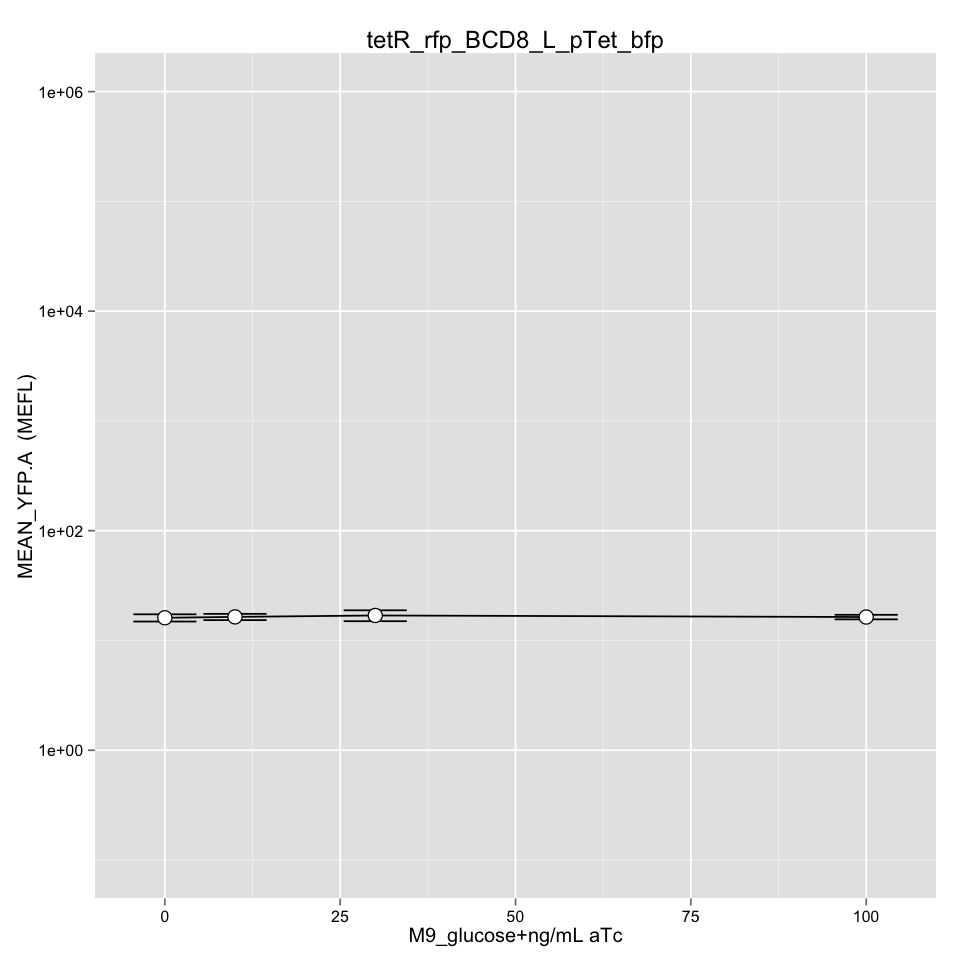 tetR_rfp_BCD8_L_pTet_bfp
MEAN_YFP.A (MEFL)
1e+06
1e+04
1e+02
1e+00
0 25 50 75 100
M9_glucose+ng/mL aTc